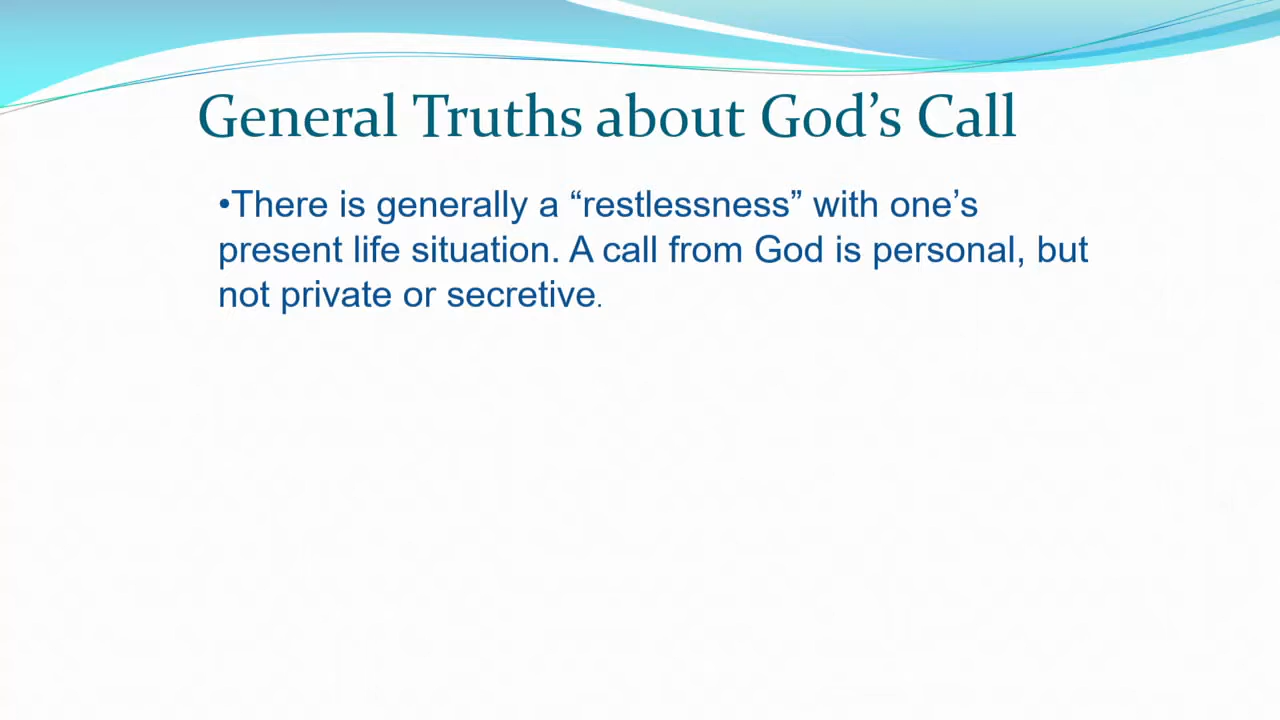 General Truths about God’s Call
•There is generally a “restlessness” with one’s
present life situation. A call from God is personal, but
not private or secretive.